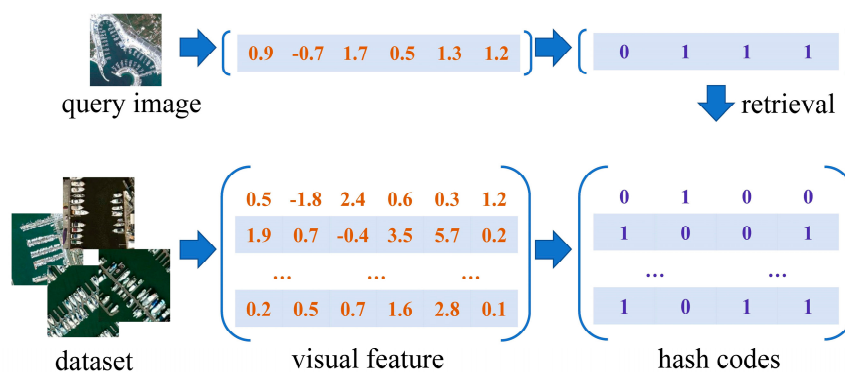 0.9 -0.7 1.7 0.5 1.3 1.2
0 1 1 1
query image
retrieval
0.5 -1.8 2.4 0.6 0.3 1.2
1.9 0.7 -0.4 3.5 5.7 0.2
... ... ...
0.2 0.5 0.7 1.6 2.8 0.1
0 1 0 0
1 0 0 1
... ...
1 0 1 1
dataset
visual feature
hash codes